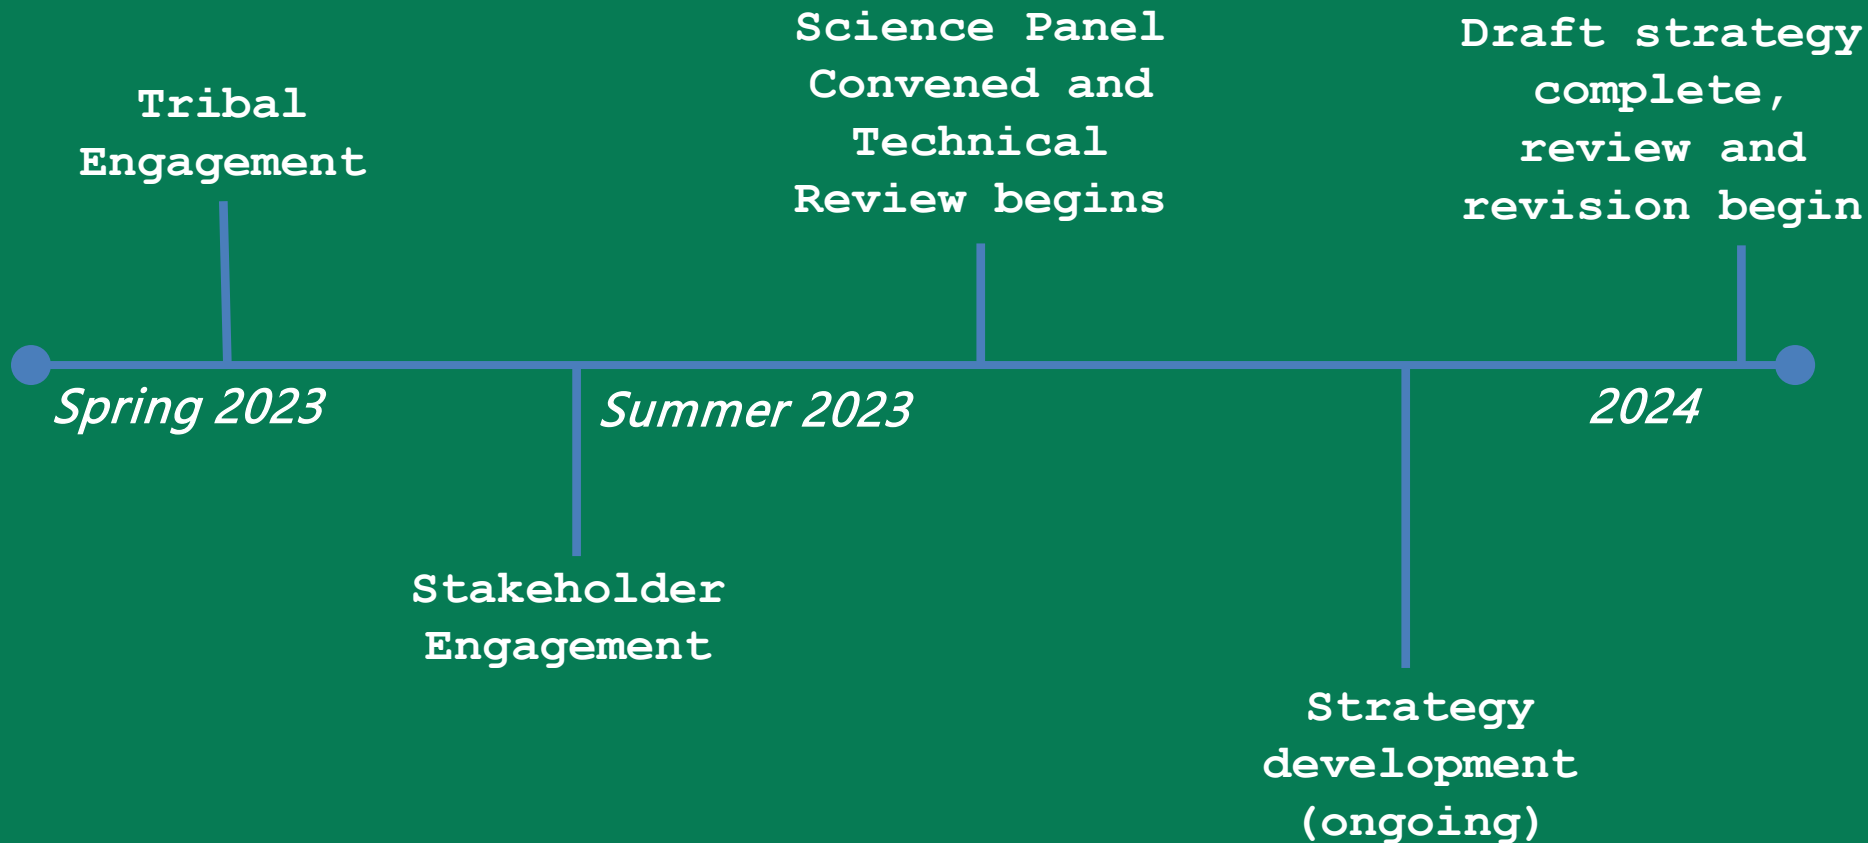 Tribal
Engagement
Science Panel
Convened and
Technical
Review begins
Draft strategy
complete,
review and
revision begin
Spring 2023
Summer 2023
2024
Stakeholder
Engagement
Strategy
development
(ongoing)